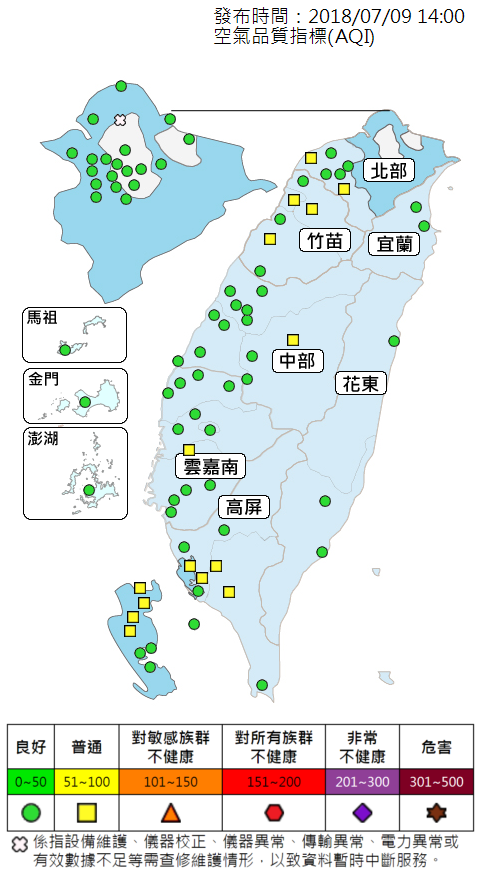 發布時間：2018/07/09 14:00
空氣品質指標(AQI)
北部
竹苗
宜蘭
馬祖
中部
金門
花東
澎湖
雲嘉南
高屏
良好
普通
對敏感族群
不健康
對所有族群
不健康
非常
不健康
危害
0~50
51~100
101~150
151~200
201~300
301~500
係指設備維護、儀器校正、儀器異常、傳輸異常、電力異常或
有效數據不足等需查修維護情形，以致資料暫時中斷服務。